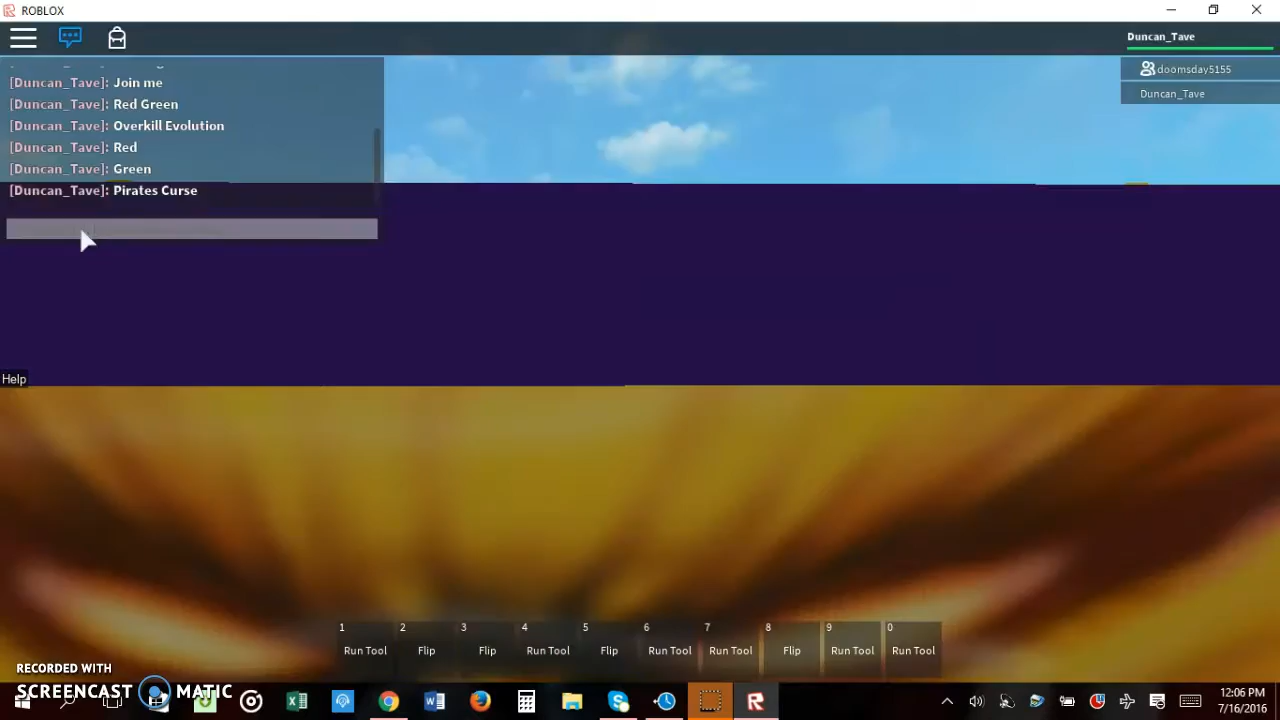 ROBLOX
Duncan_Tave
doomsday5155
Duncan_Tave
[Duncan_Tave]: Join me
[Duncan_Tave]: Red Green
[Duncan_Tave]: Overkill Evolution
[Duncan_Tave]: Red
[Duncan_Tave]: Green
[Duncan_Tave]: Pirates Curse
Help
1 2 3 4 5 6 7 8 9 0
Run Tool Flip Flip Run Tool Flip Run Tool Run Tool Flip Run Tool Run Tool
RECORDED WITH
SCREENCAST MATIC
12:06 PM
7/16/2016